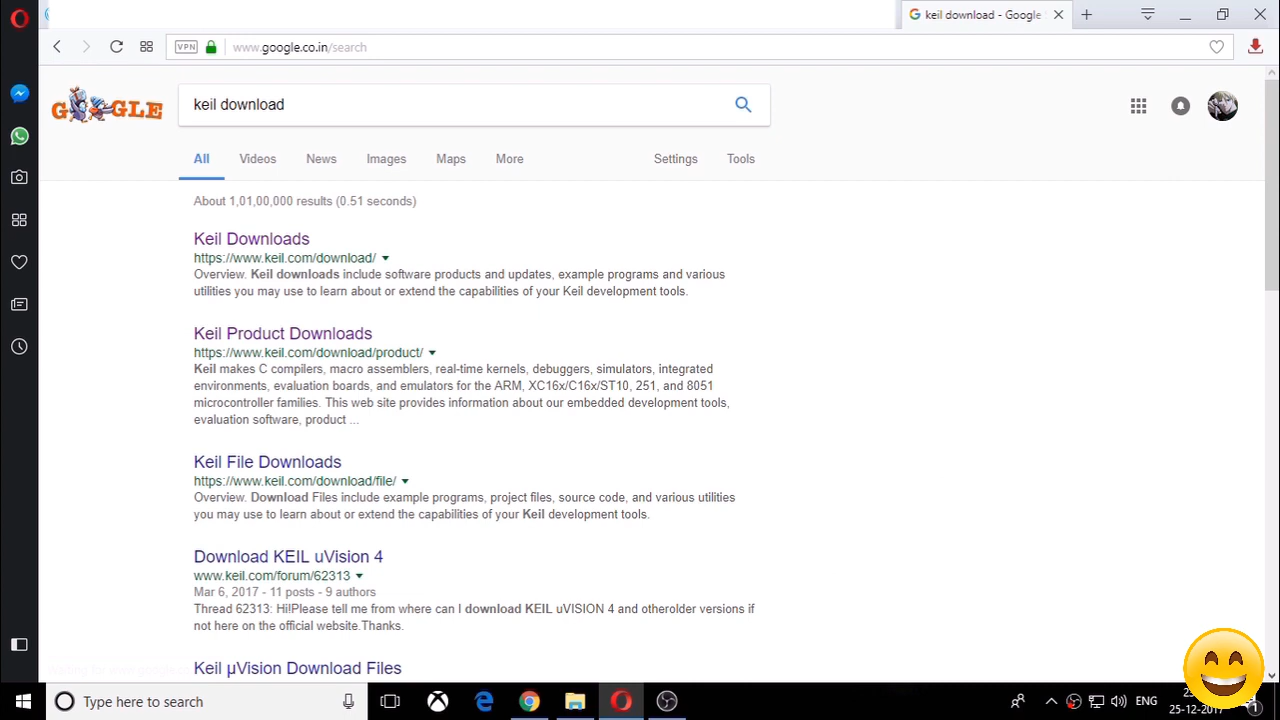 keil download - Google
VPN
www.google.co.in/search
GOOGLE
keil download
All Videos News Images Maps More Settings Tools
About 1,01,00,000 results (0.51 seconds)
Keil Downloads
https://www.keil.com/download/
Overview. Keil downloads include software products and updates, example programs and various
utilities you may use to learn about or extend the capabilities of your Keil development tools.
Keil Product Downloads
https://www.keil.com/download/product/
Keil makes C compilers, macro assemblers, real-time kernels, debuggers, simulators, integrated
environments, evaluation boards, and emulators for the ARM, XC16x/C16x/ST10, 251, and 8051
microcontroller families. This web site provides information about our embedded development tools,
evaluation software, product ...
Keil File Downloads
https://www.keil.com/download/file/
Overview. Download Files include example programs, project files, source code, and various utilities
you may use to learn about or extend the capabilities of your Keil development tools.
Download KEIL uVision 4
www.keil.com/forum/62313
Mar 6, 2017 - 11 posts - 9 authors
Thread 62313: Hi!Please tell me from where can I download KEIL uVISION 4 and otherolder versions if
not here on the official website.Thanks.
Keil µVision Download Files
Type here to search
ENG
25-12-2017
1